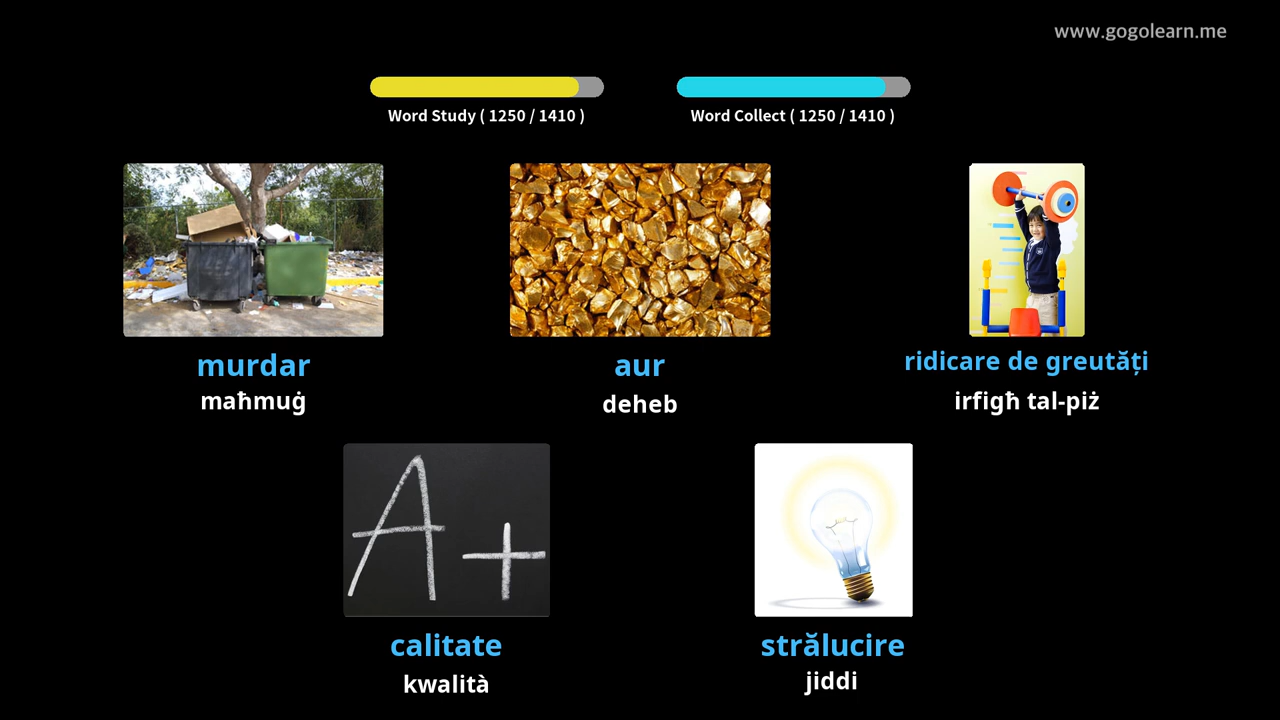 www.gogolearn.me
Word Study ( 1250 / 1410 )
Word Collect ( 1250 / 1410 )
murdar
maħmuġ
aur
deheb
ridicare de greutăți
irfigħ tal-piż
A+
calitate
kwalità
strălucire
jiddi